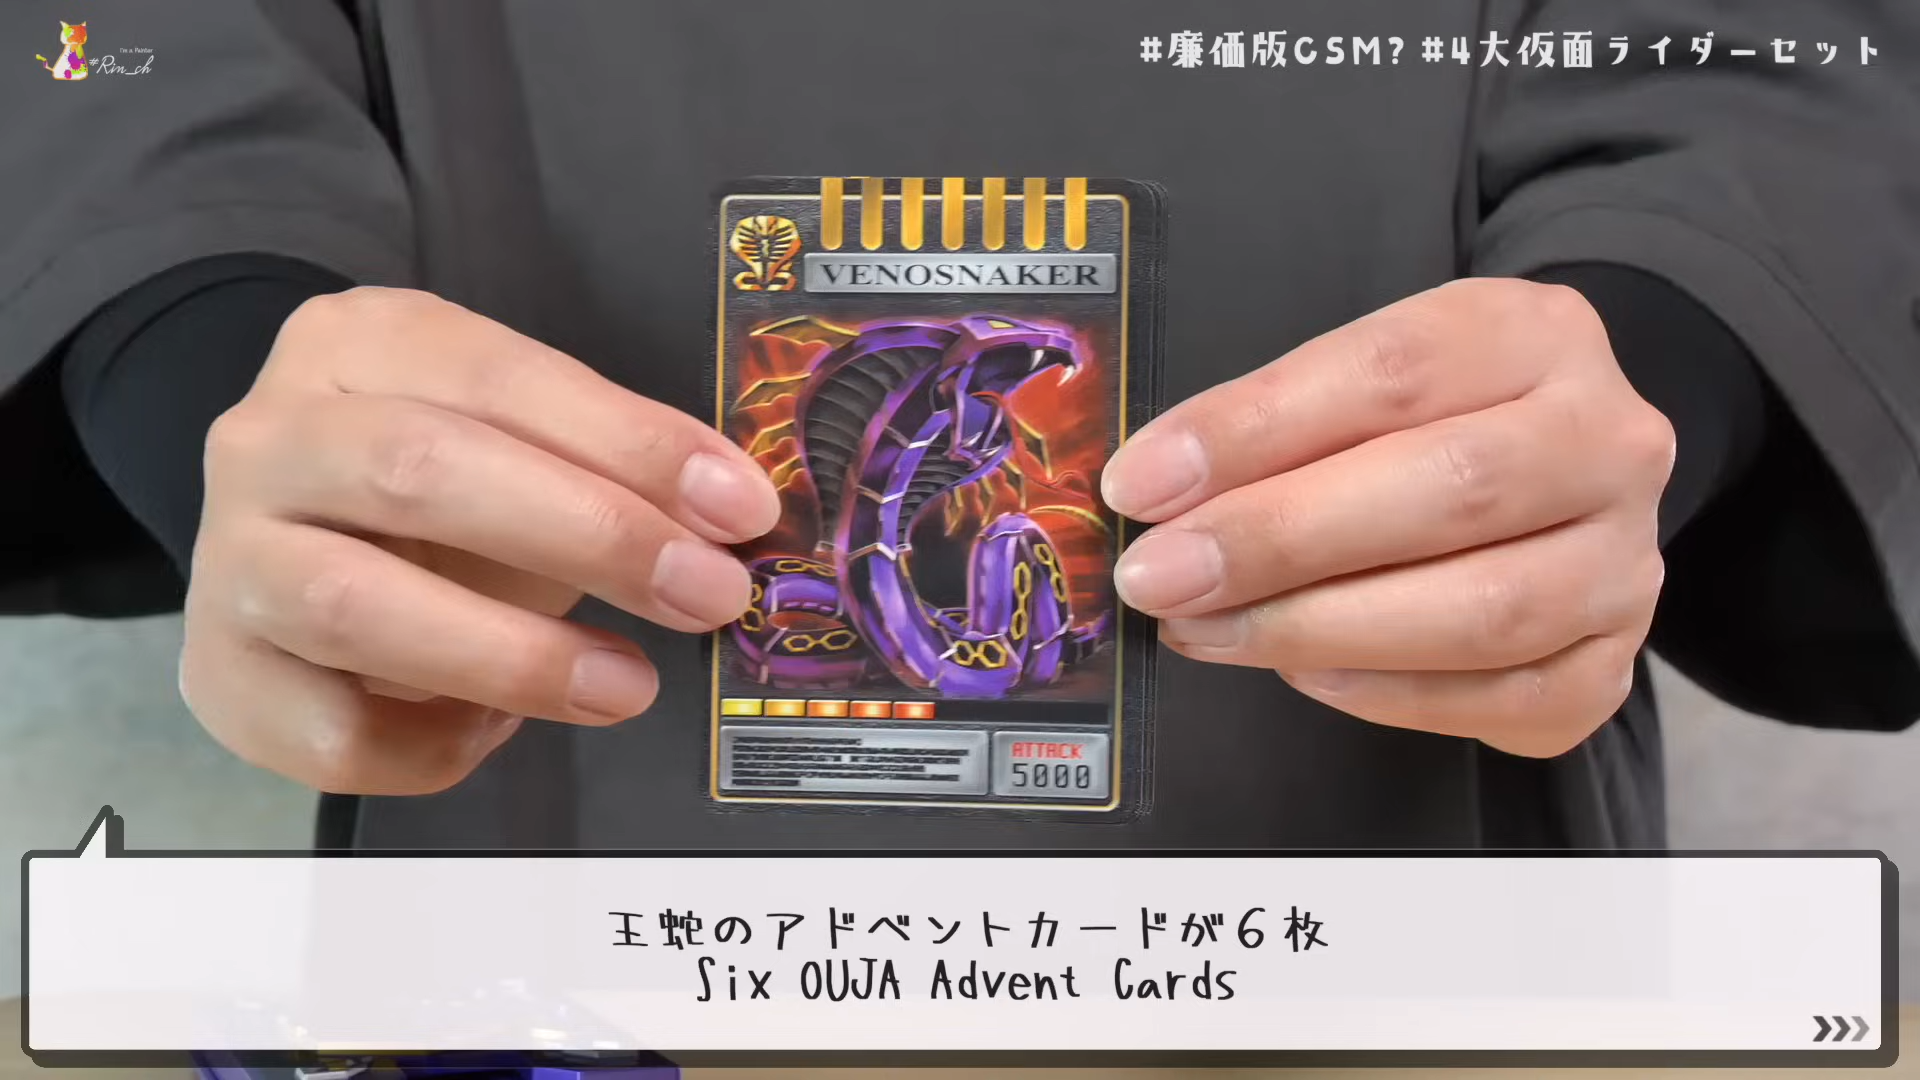 I'm a Painter
#Rin_ch
#廉価版CSM? #4大仮面ライダーセット
VENOSNAKER
ATTACK
5000
王蛇のアドベントカードが6枚
Six OUJA Advent Cards